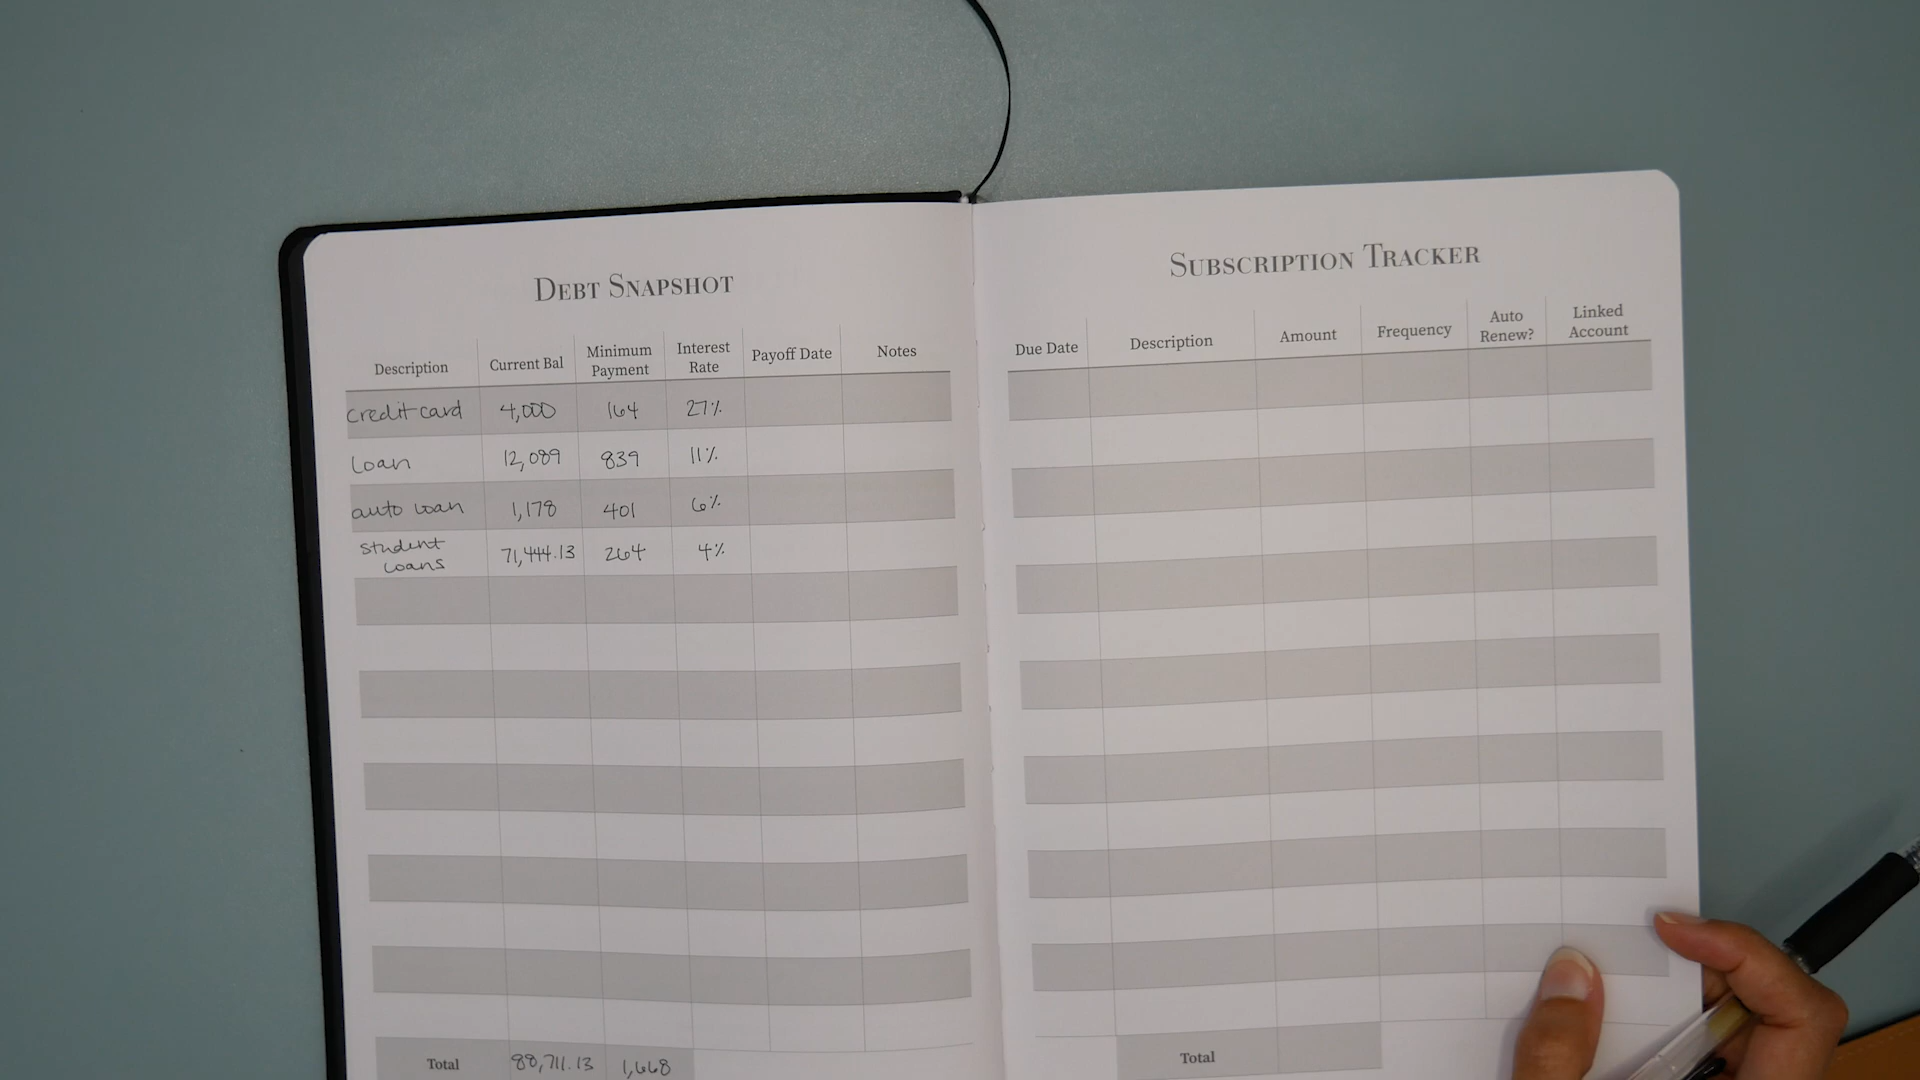 Debt Snapshot
Description Current Bal Minimum Payment Interest Rate Payoff Date Notes
credit card 4,000 164 27%
loan 12,089 839 11%
auto loan 1,178 401 6%
student loans 71,444.13 264 4%
Total 88,711.13 1,668
Subscription Tracker
Due Date Description Amount Frequency Auto Renew? Linked Account
Total